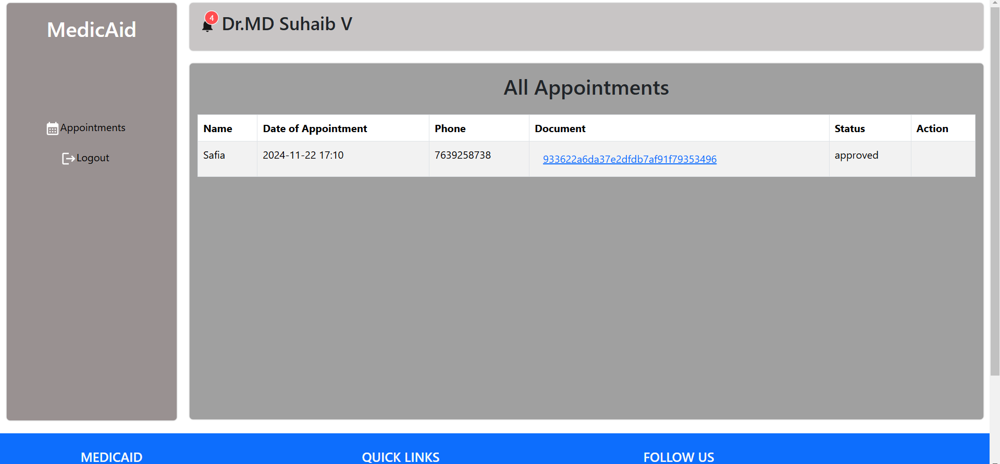 MedicAid
Appointments
Logout
4
Dr.MD Suhaib V
All Appointments
Name Date of Appointment Phone Document Status Action
Safia 2024-11-22 17:10 7639258738 933622a6da37e2dfdb7af91f79353496 approved
MEDICAID QUICK LINKS FOLLOW US